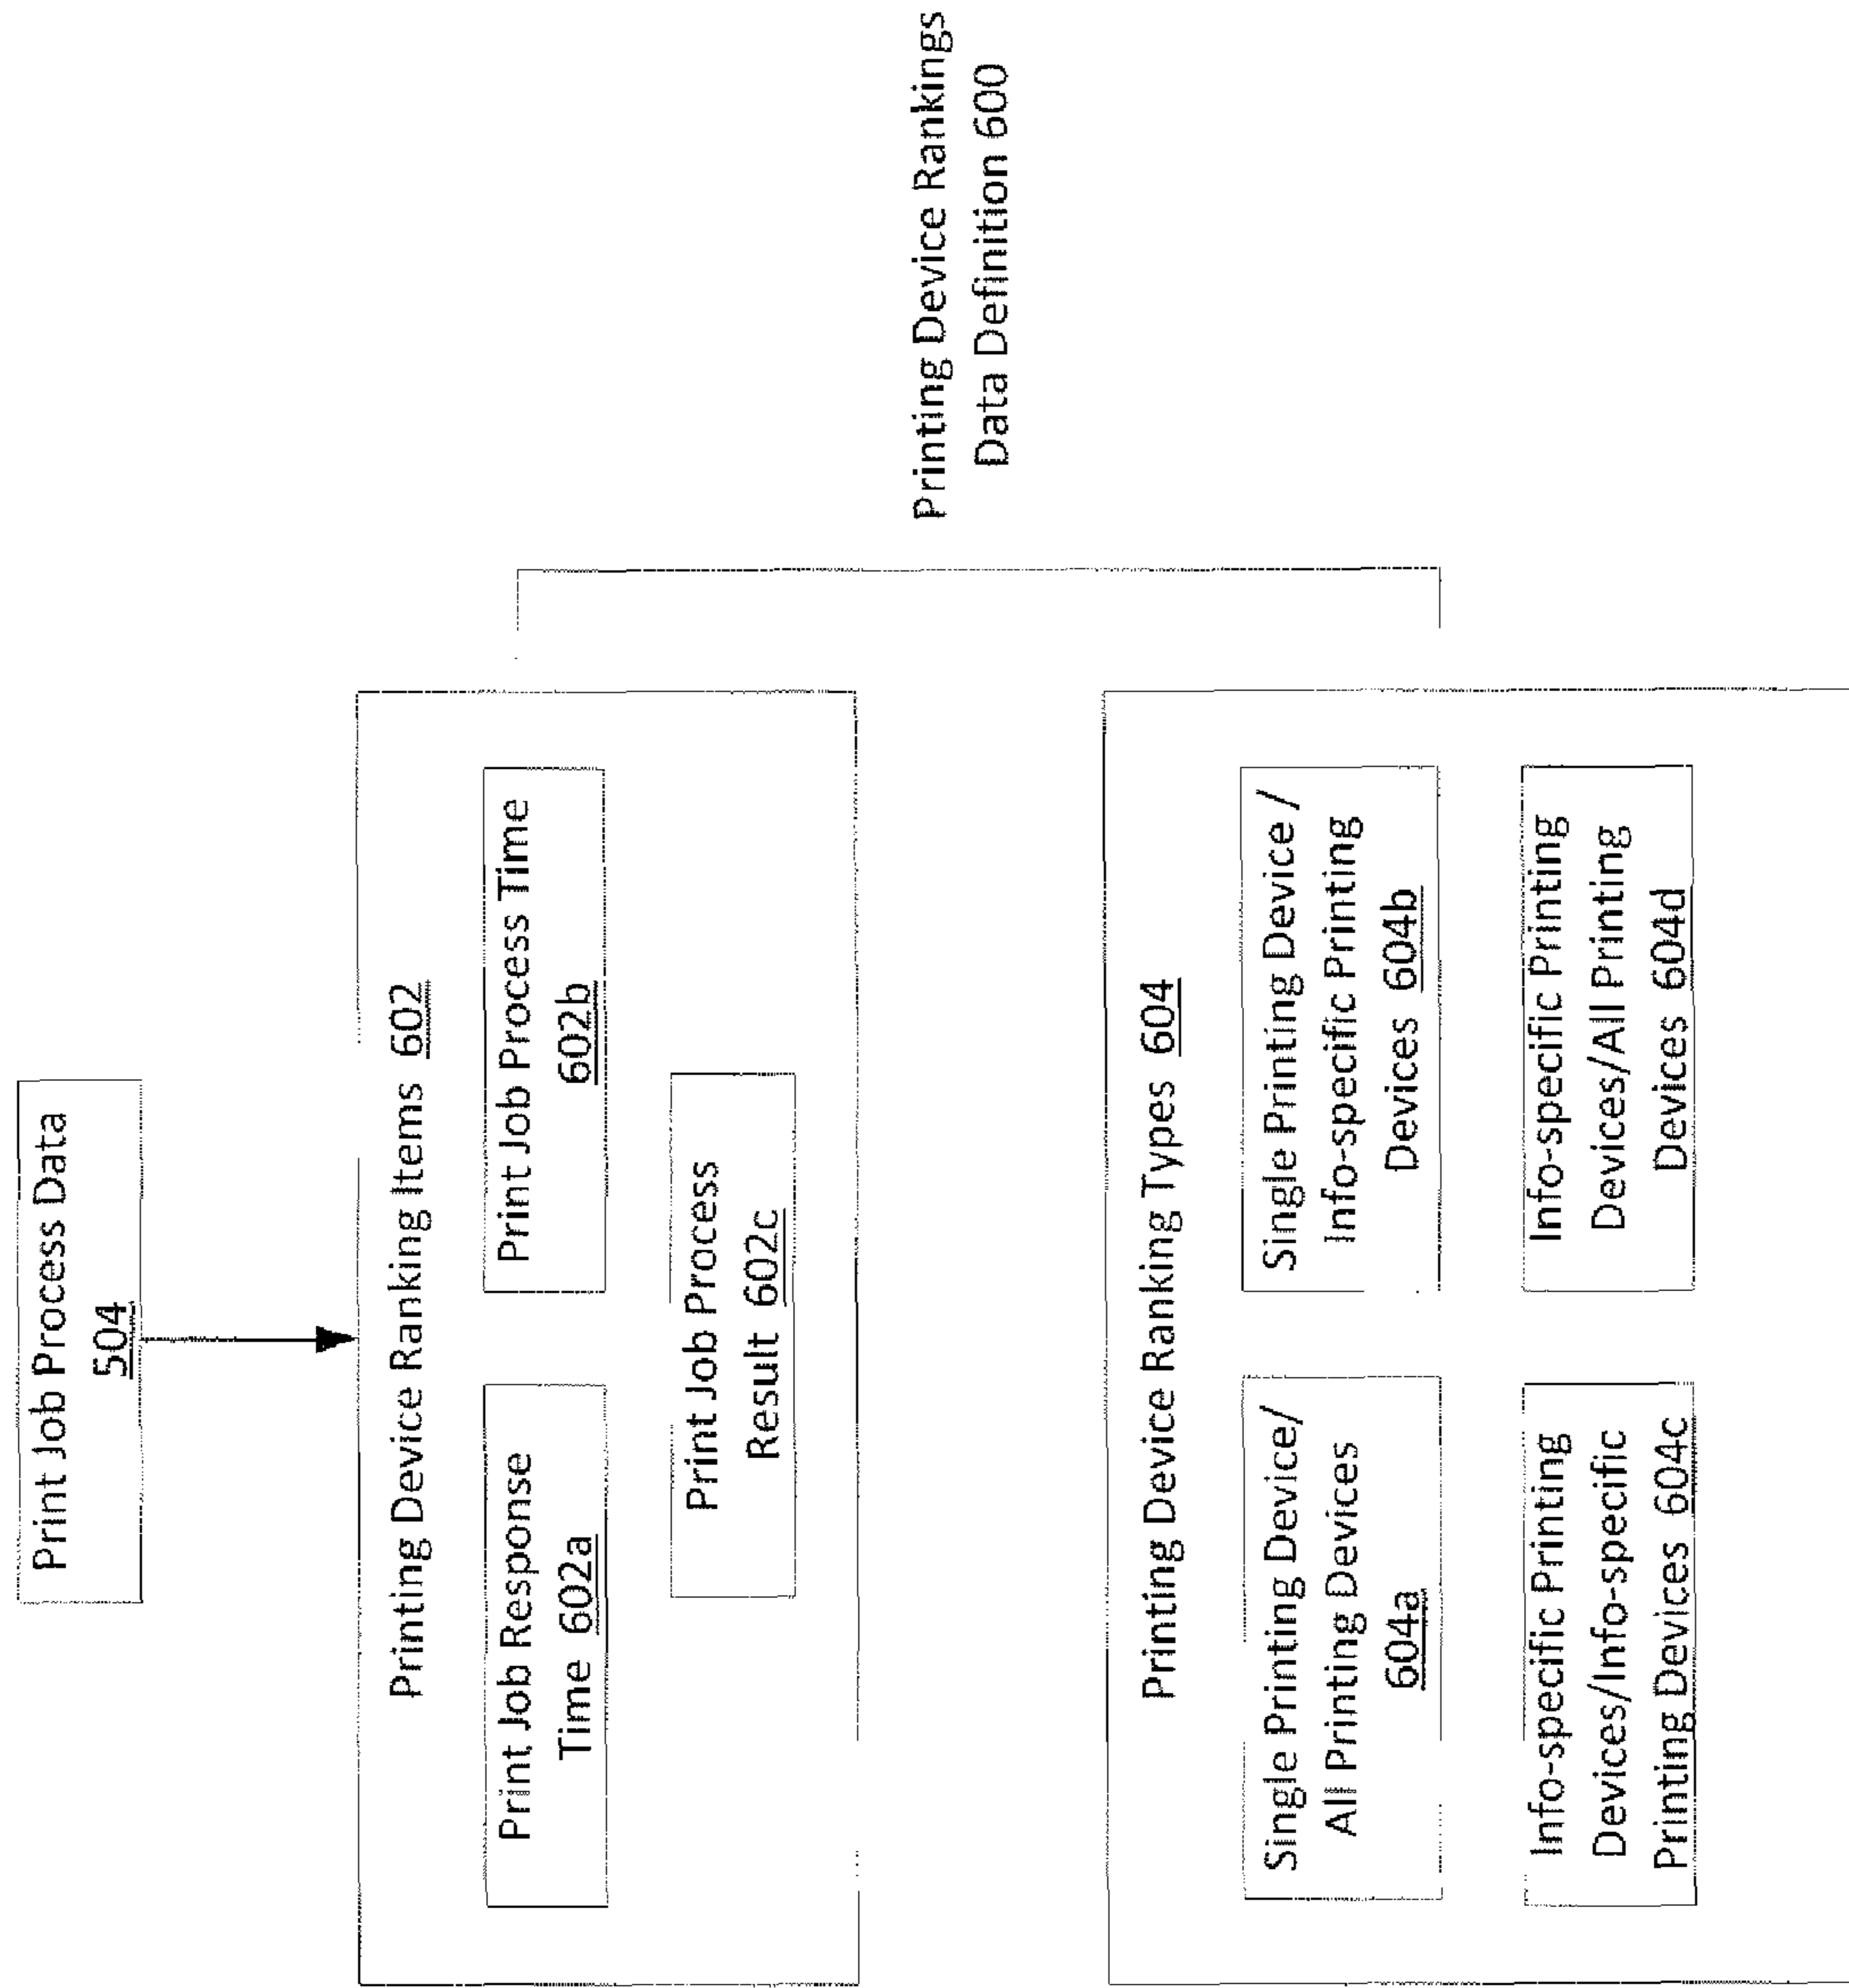 Print Job Process Data
504
Printing Device Ranking Items 602
Print Job Response
Time 602a
Print Job Process Time
602b
Print Job Process
Result 602c
Printing Device Rankings
Data Definition 600
Printing Device Ranking Types 604
Single Printing Device/
All Printing Devices
604a
Single Printing Device /
Info-specific Printing
Devices 604b
Info-specific Printing
Devices/Info-specific
Printing Devices 604c
Info-specific Printing
Devices/All Printing
Devices 604d